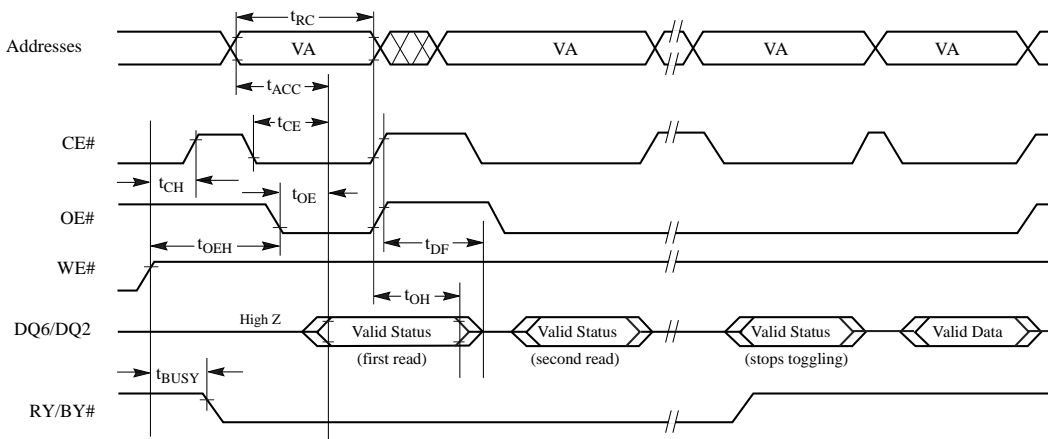 tRC
Addresses VA VA VA VA
tACC
tCE
CE#
tCH tOE
OE#
tOEH tDF
WE#
tOH
High Z
DQ6/DQ2 Valid Status Valid Status Valid Status Valid Data
(first read) (second read) (stops toggling)
tBUSY
RY/BY#